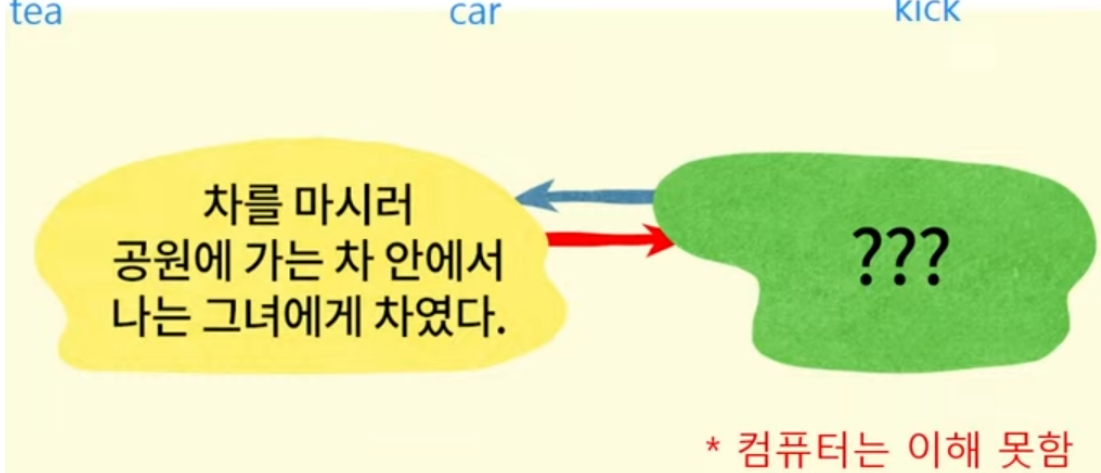 tea car kick
차를 마시러
공원에 가는 차 안에서
나는 그녀에게 차였다.
???
* 컴퓨터는 이해 못함